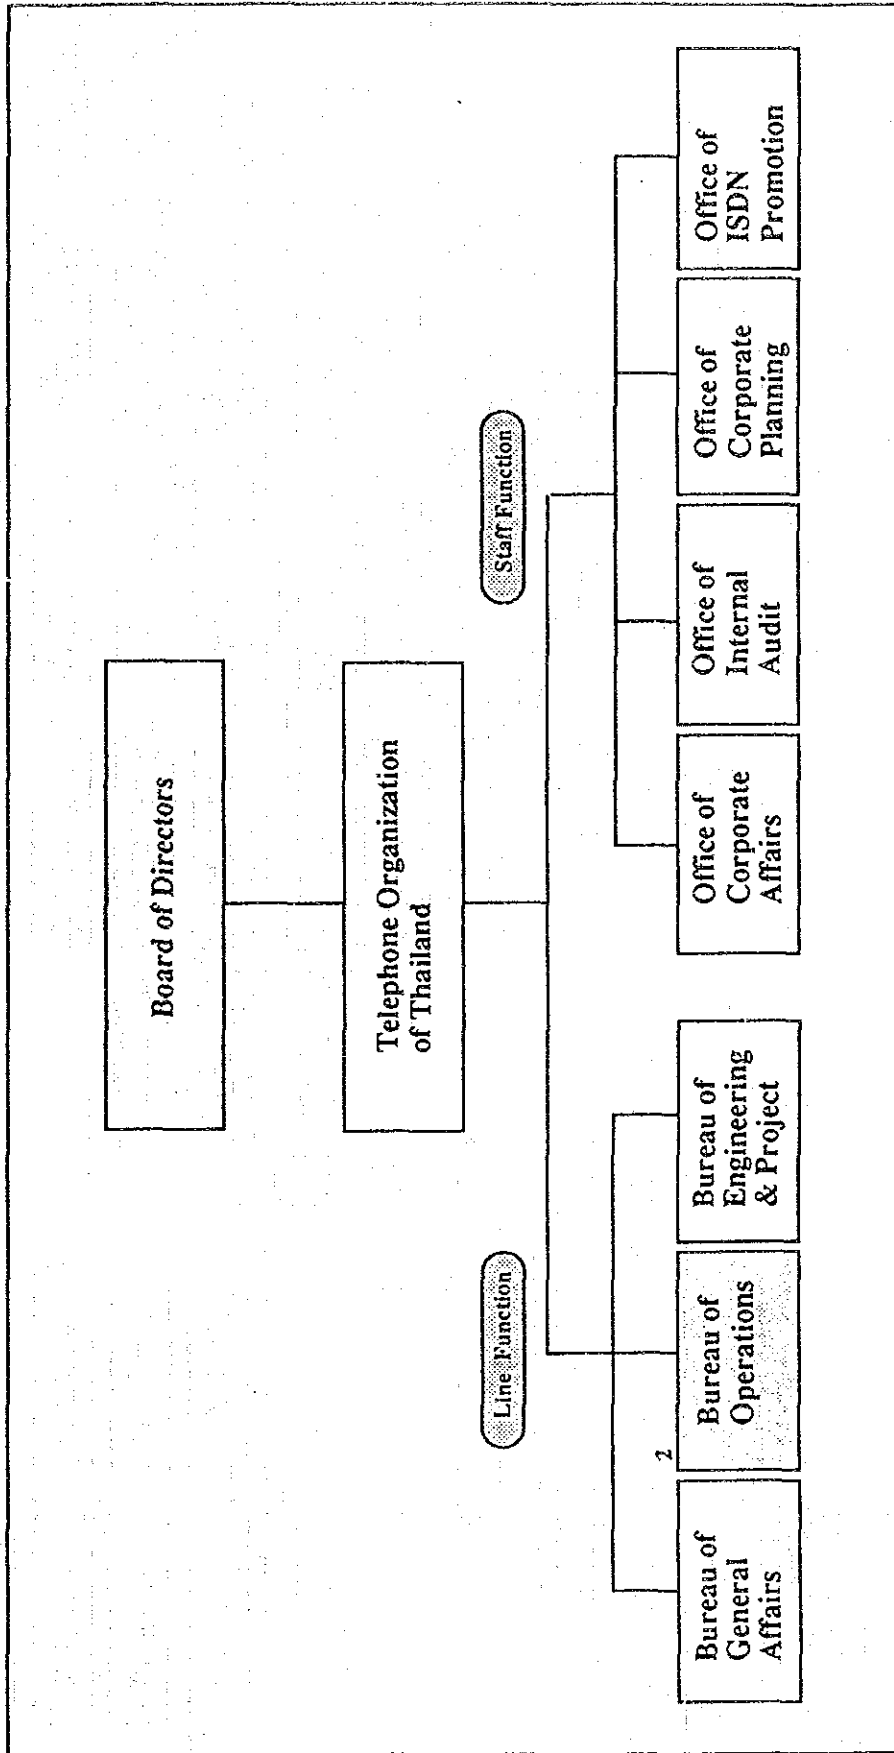 Board of Directors
Telephone Organization
of Thailand
Line Function
Staff Function
Bureau of
General
Affairs
2
Bureau of
Operations
Bureau of
Engineering
& Project
Office of
Corporate
Affairs
Office of
Internal
Audit
Office of
Corporate
Planning
Office of
ISDN
Promotion